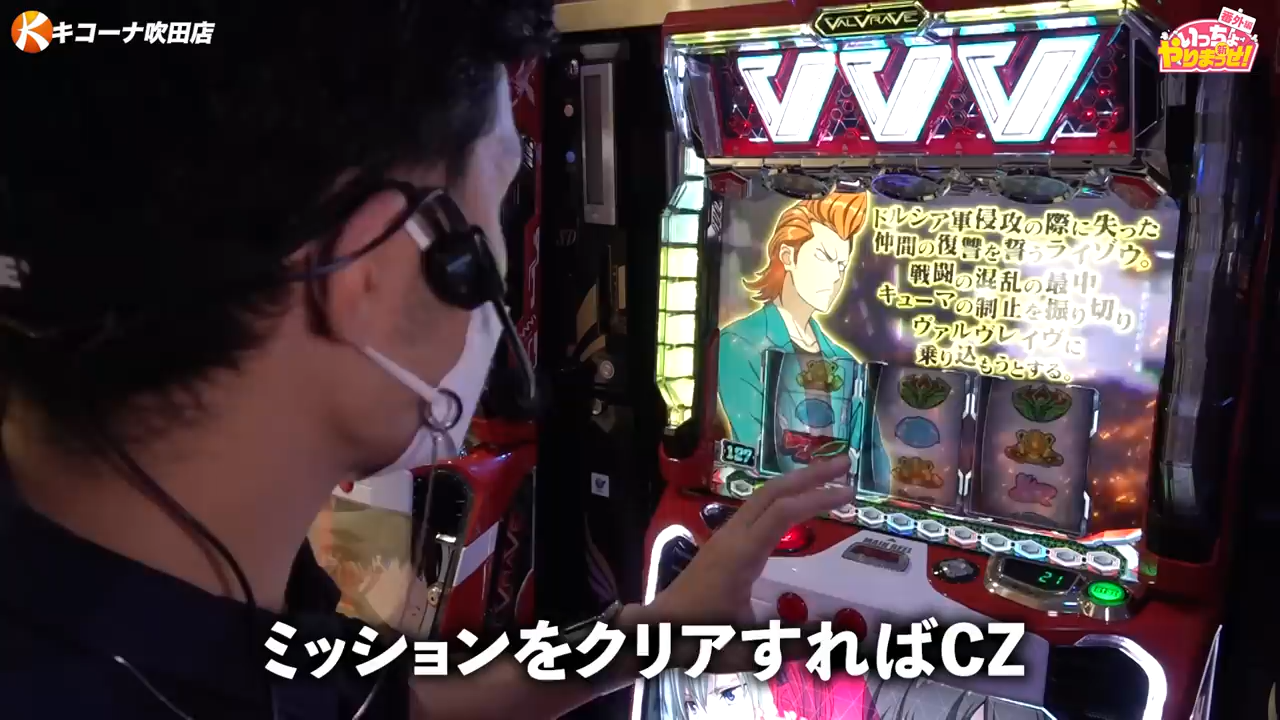 キコーナ吹田店
VALVRAVE
番外編
いっちょ
新
やりまっせ!
VVV
ドルシア軍侵攻の際に失った
仲間の復讐を誓うライゾウ。
戦闘の混乱の最中
キューマの制止を振り切り
ヴァルヴレイヴに
乗り込もうとする。
127
MAIN REEL
21
ミッションをクリアすればCZ